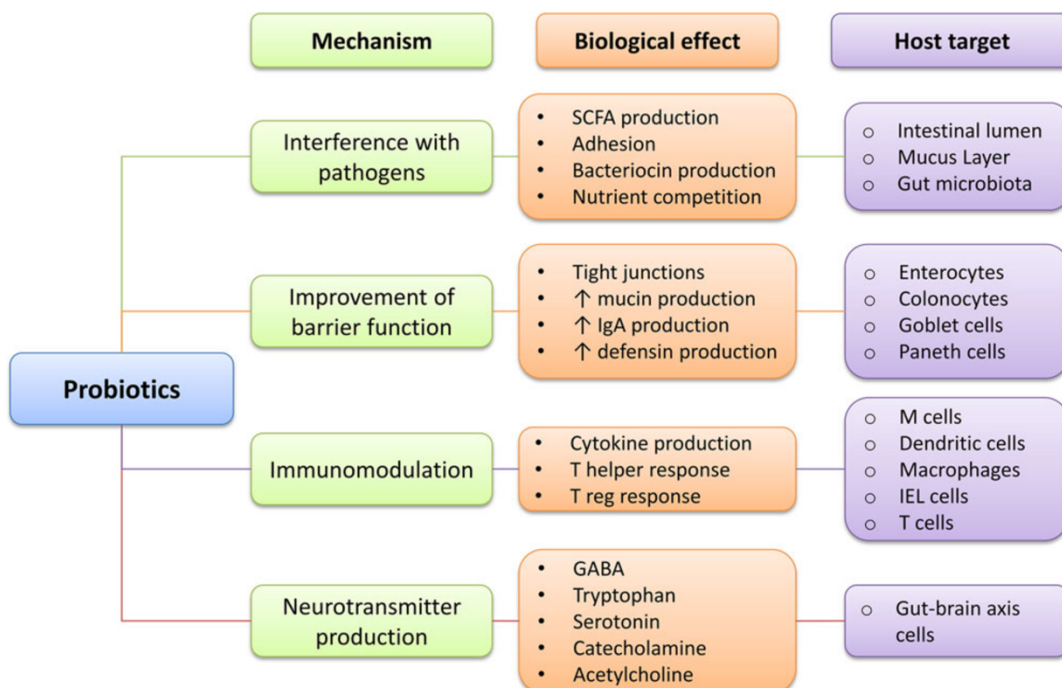 Mechanism
Biological effect
Host target
Probiotics
Interference with
pathogens
• SCFA production
• Adhesion
• Bacteriocin production
• Nutrient competition
○ Intestinal lumen
○ Mucus Layer
○ Gut microbiota
Improvement of
barrier function
• Tight junctions
• ↑ mucin production
• ↑ IgA production
• ↑ defensin production
○ Enterocytes
○ Colonocytes
○ Goblet cells
○ Paneth cells
Immunomodulation
• Cytokine production
• T helper response
• T reg response
○ M cells
○ Dendritic cells
○ Macrophages
○ IEL cells
○ T cells
Neurotransmitter
production
• GABA
• Tryptophan
• Serotonin
• Catecholamine
• Acetylcholine
○ Gut-brain axis
cells